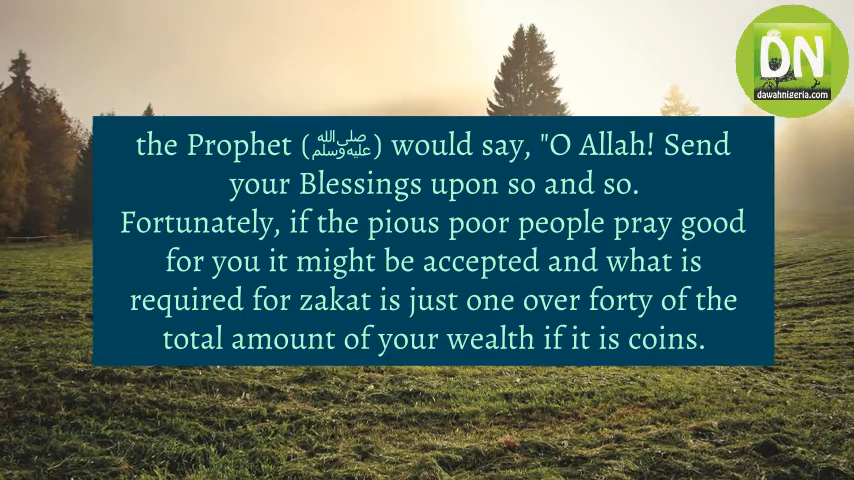 DN
dawahnigeria.com
the Prophet (ﷺ) would say, "O Allah! Send
your Blessings upon so and so.
Fortunately, if the pious poor people pray good
for you it might be accepted and what is
required for zakat is just one over forty of the
total amount of your wealth if it is coins.